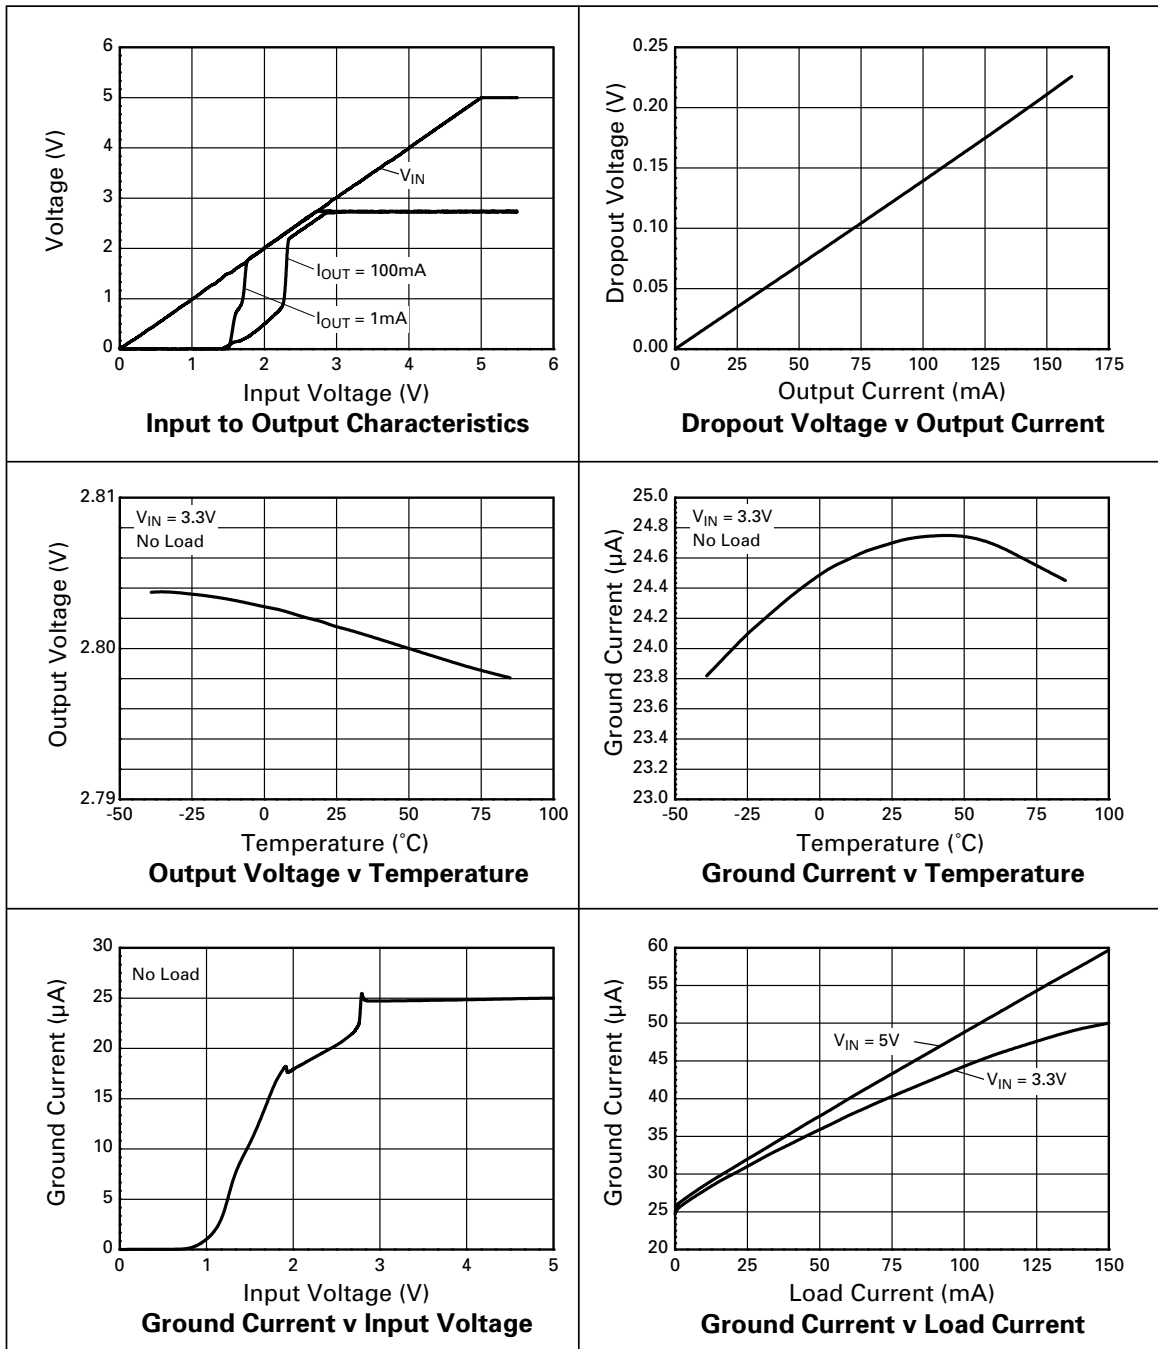 6
5
4
3
2
1
0
0 1 2 3 4 5 6
Voltage (V)
V_IN
I_OUT = 100mA
I_OUT = 1mA
Input Voltage (V)
Input to Output Characteristics
0.25
0.20
0.15
0.10
0.05
0.00
0 25 50 75 100 125 150 175
Dropout Voltage (V)
Output Current (mA)
Dropout Voltage v Output Current
2.81
2.80
2.79
-50 -25 0 25 50 75 100
Output Voltage (V)
V_IN = 3.3V
No Load
Temperature (˚C)
Output Voltage v Temperature
25.0
24.8
24.6
24.4
24.2
24.0
23.8
23.6
23.4
23.2
23.0
-50 -25 0 25 50 75 100
Ground Current (µA)
V_IN = 3.3V
No Load
Temperature (˚C)
Ground Current v Temperature
30
25
20
15
10
5
0
0 1 2 3 4 5
Ground Current (µA)
No Load
Input Voltage (V)
Ground Current v Input Voltage
60
55
50
45
40
35
30
25
20
0 25 50 75 100 125 150
Ground Current (µA)
V_IN = 5V
V_IN = 3.3V
Load Current (mA)
Ground Current v Load Current